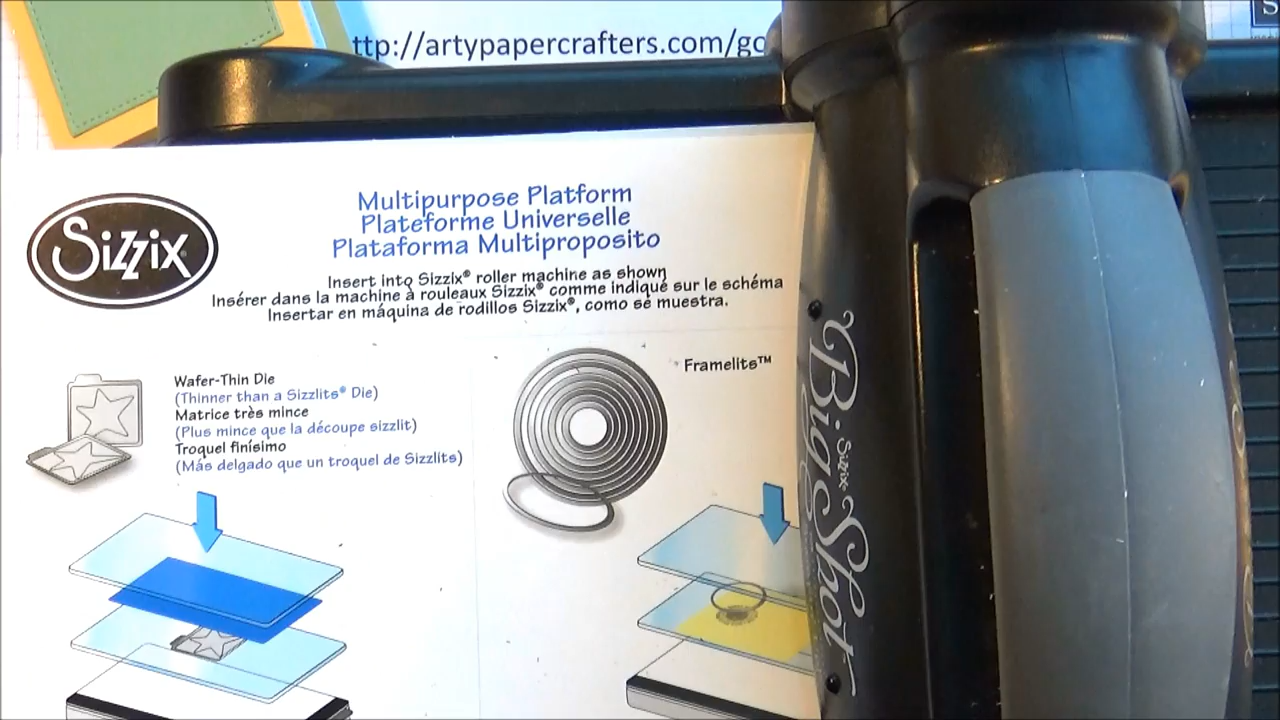 ttp://artypapercrafters.com/go
S
Sizzix
Multipurpose Platform
Plateforme Universelle
Plataforma Multiproposito
Insert into Sizzix® roller machine as shown
Insérer dans la machine à rouleaux Sizzix® comme indiqué sur le schéma
Insertar en máquina de rodillos Sizzix®, como se muestra.
Wafer-Thin Die
(Thinner than a Sizzlits® Die)
Matrice très mince
(Plus mince que la découpe sizzlit)
Troquel finísimo
(Más delgado que un troquel de Sizzlits)
Framelits™
Sizzix
BigShot